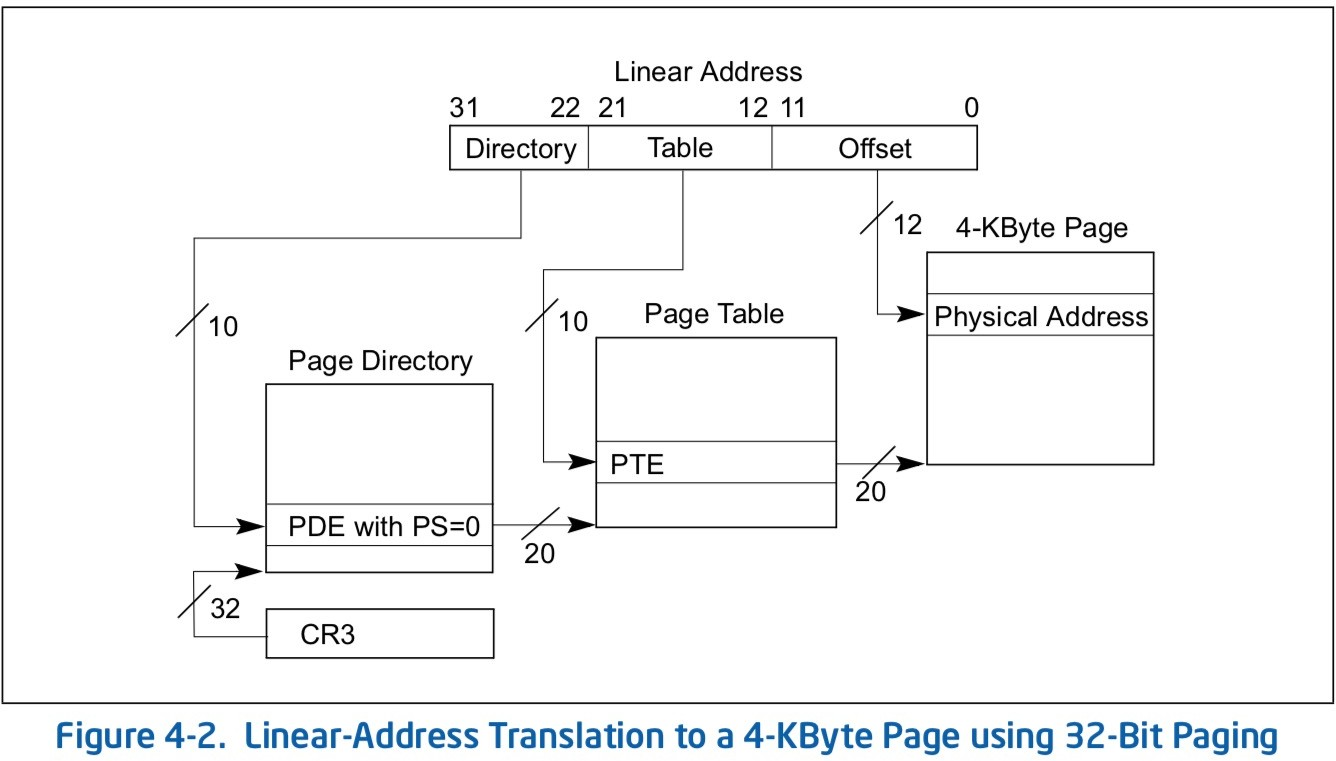 Linear Address
31 22 21 12 11 0
Directory Table Offset
12
4-KByte Page
Physical Address
10
10
Page Table
Page Directory
PTE
20
PDE with PS=0
20
32
CR3
Figure 4-2. Linear-Address Translation to a 4-KByte Page using 32-Bit Paging